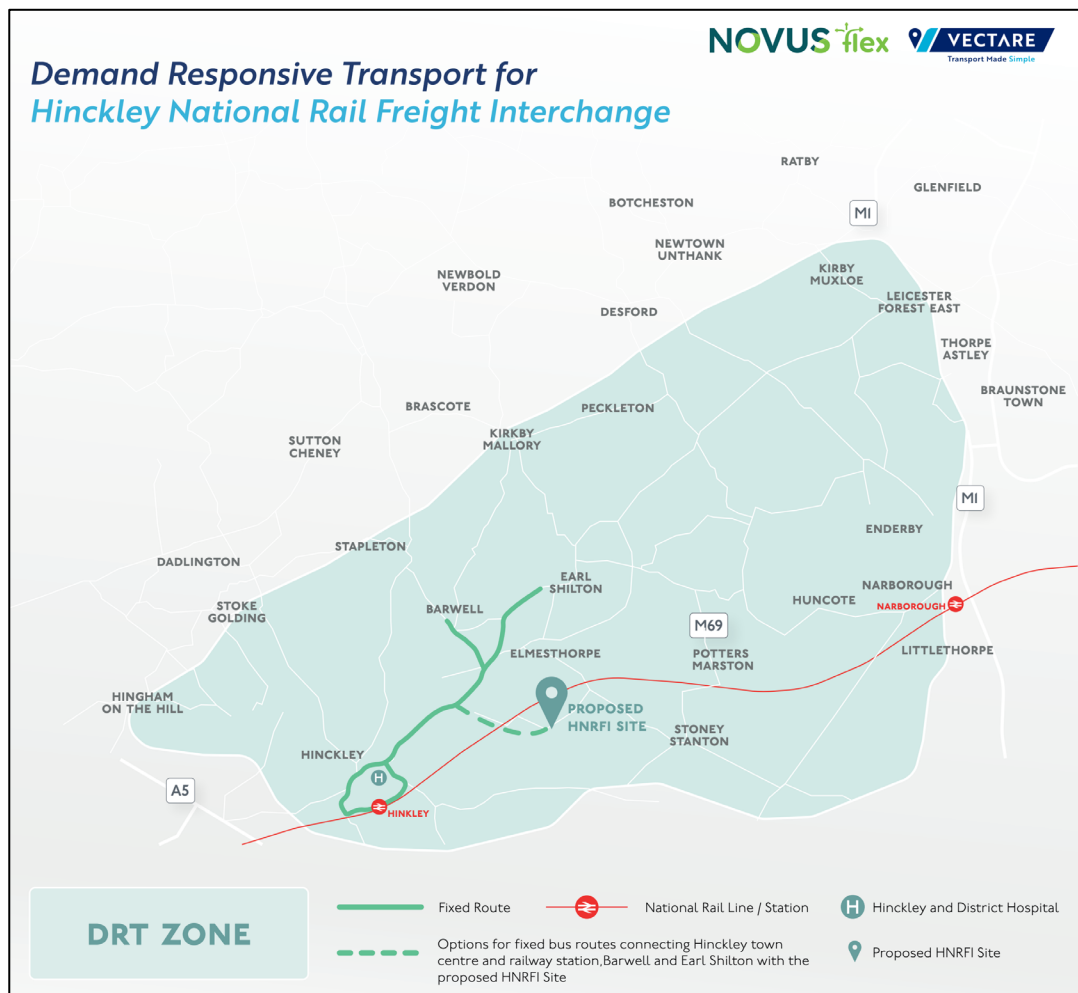 NOVUS flex
VECTARE
Transport Made Simple
Demand Responsive Transport for
Hinckley National Rail Freight Interchange
RATBY
GLENFIELD
BOTCHESTON
M1
NEWTOWN
UNTHANK
KIRBY
MUXLOE
NEWBOLD
VERDON
LEICESTER
FOREST EAST
DESFORD
THORPE
ASTLEY
BRAUNSTONE
TOWN
BRASCOTE
PECKLETON
KIRKBY
MALLORY
SUTTON
CHENEY
M1
ENDERBY
STAPLETON
DADLINGTON
EARL
SHILTON
NARBOROUGH
HUNCOTE
NARBOROUGH
STOKE
GOLDING
BARWELL
M69
ELMESTHORPE
POTTERS
MARSTON
LITTLETHORPE
HINGHAM
ON THE HILL
PROPOSED
HNRFI SITE
STONEY
STANTON
HINCKLEY
H
A5
HINKLEY
DRT ZONE
Fixed Route
National Rail Line / Station
H
Hinckley and District Hospital
Options for fixed bus routes connecting Hinckley town
centre and railway station,Barwell and Earl Shilton with the
proposed HNRFI Site
Proposed HNRFI Site